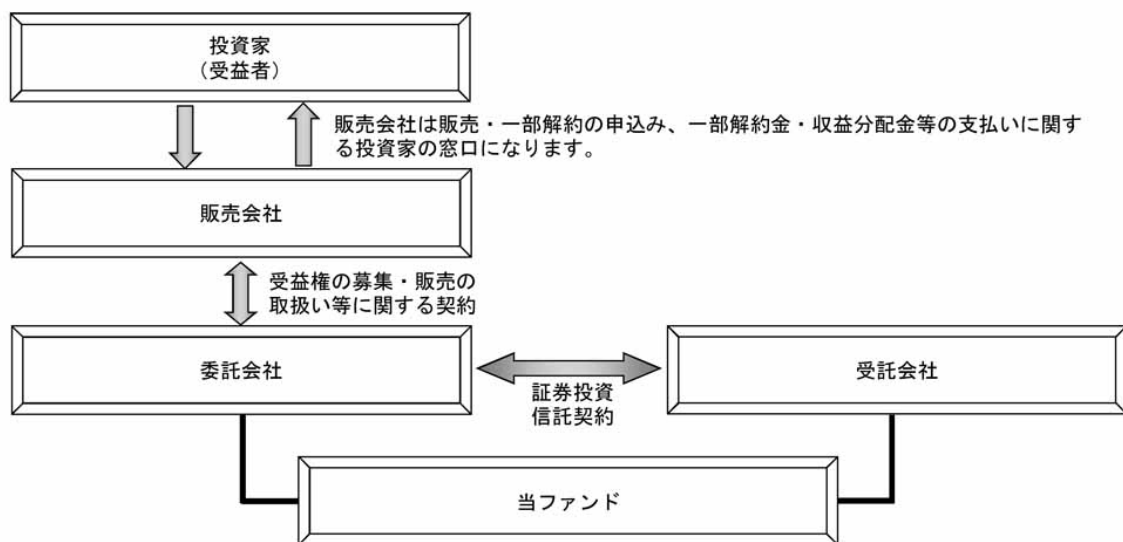 投資家
（受益者）
販売会社は販売・一部解約の申込み、一部解約金・収益分配金等の支払いに関す
る投資家の窓口になります。
販売会社
受益権の募集・販売の
取扱い等に関する契約
委託会社
受託会社
証券投資
信託契約
当ファンド